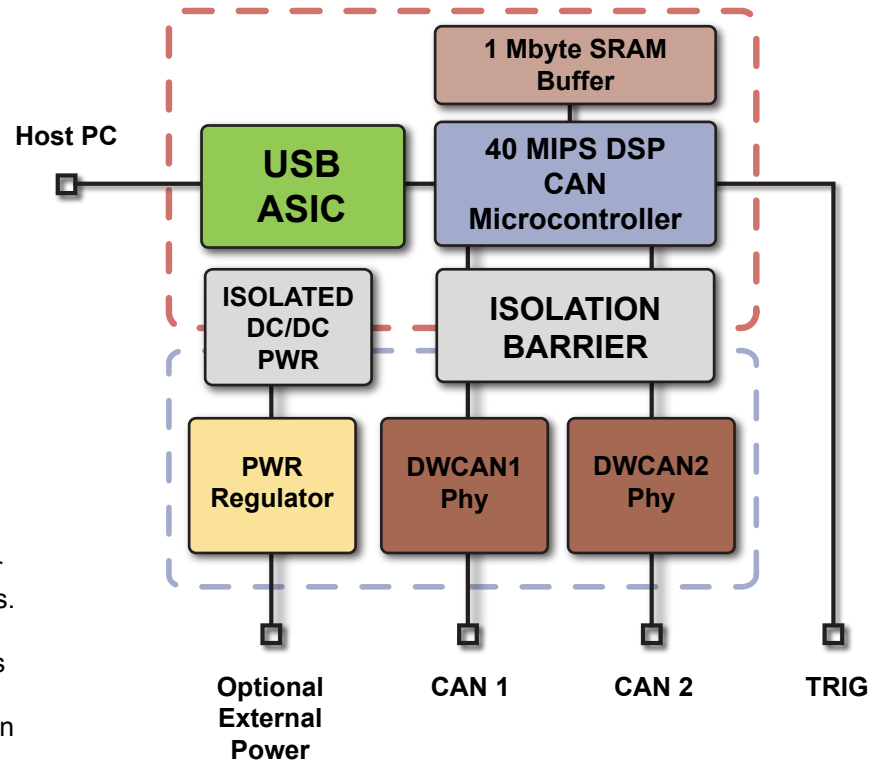 1 Mbyte SRAM
Buffer
Host PC
USB
ASIC
40 MIPS DSP
CAN
Microcontroller
ISOLATED
DC/DC
PWR
ISOLATION
BARRIER
PWR
Regulator
DWCAN1
Phy
DWCAN2
Phy
Optional
External
Power
CAN 1
CAN 2
TRIG